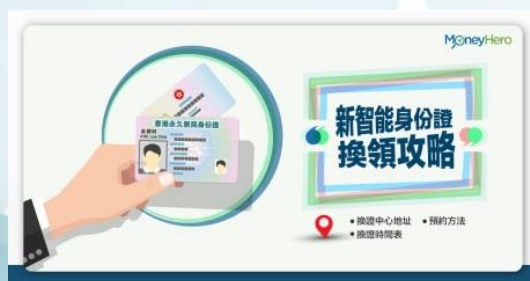 MoneyHero
香港永久性居民身份證
新智能身份證
換領攻略
• 換證中心地址 • 預約方法
• 換證時間表